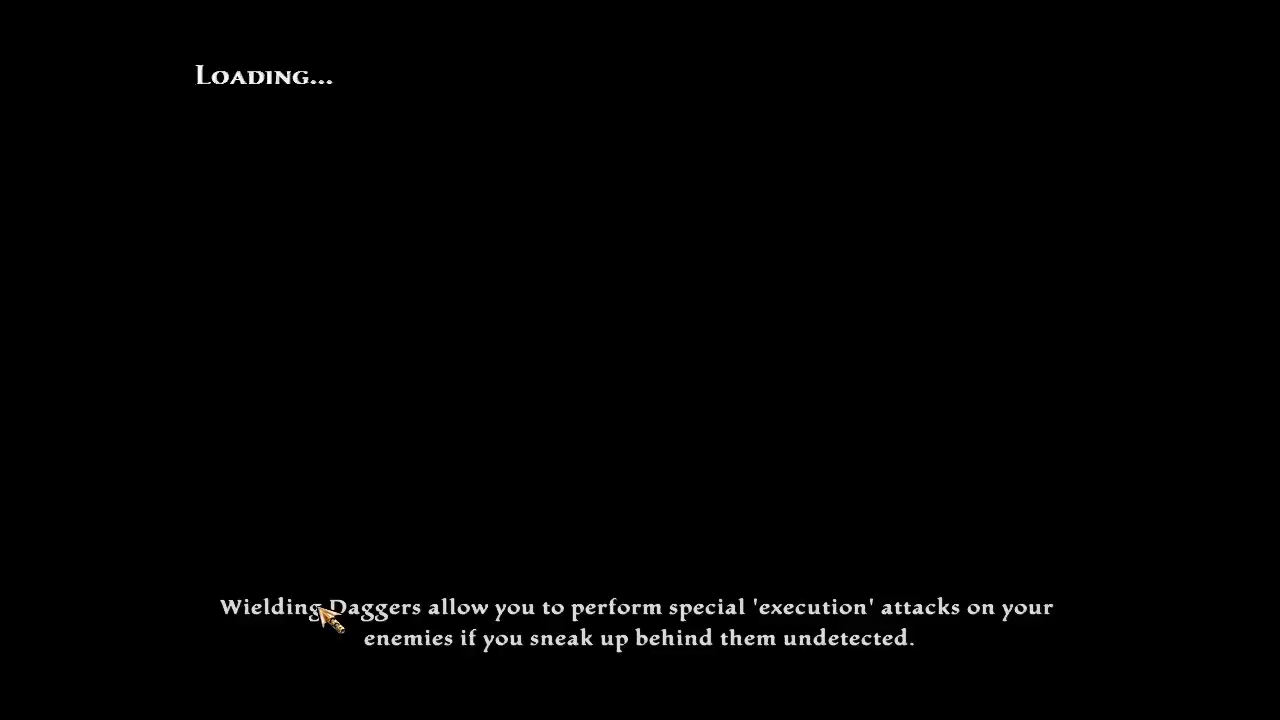 Loading...
Wielding Daggers allow you to perform special 'execution' attacks on your
enemies if you sneak up behind them undetected.